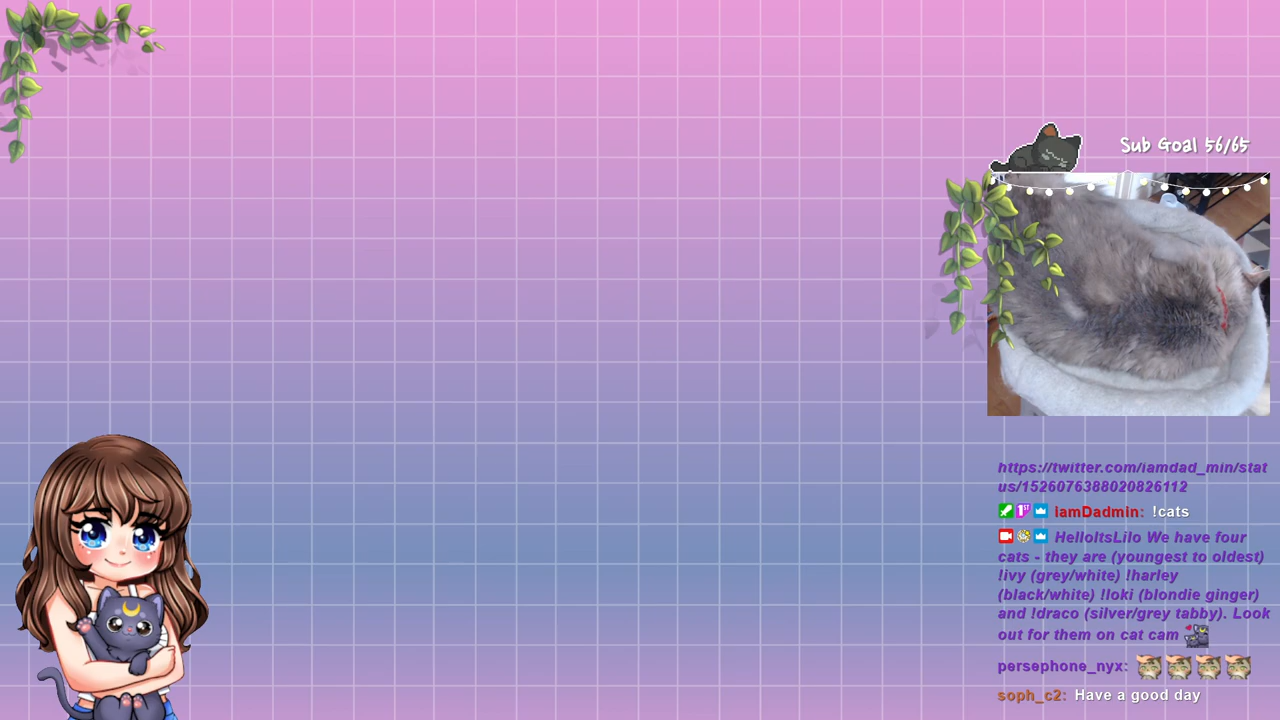 Sub Goal 56/65
https://twitter.com/iamdad_min/stat
us/1526076388020826112
1ST iamDadmin: !cats
HelloItsLilo We have four
cats - they are (youngest to oldest)
!ivy (grey/white) !harley
(black/white) !loki (blondie ginger)
and !draco (silver/grey tabby). Look
out for them on cat cam
persephone_nyx:
soph_c2: Have a good day